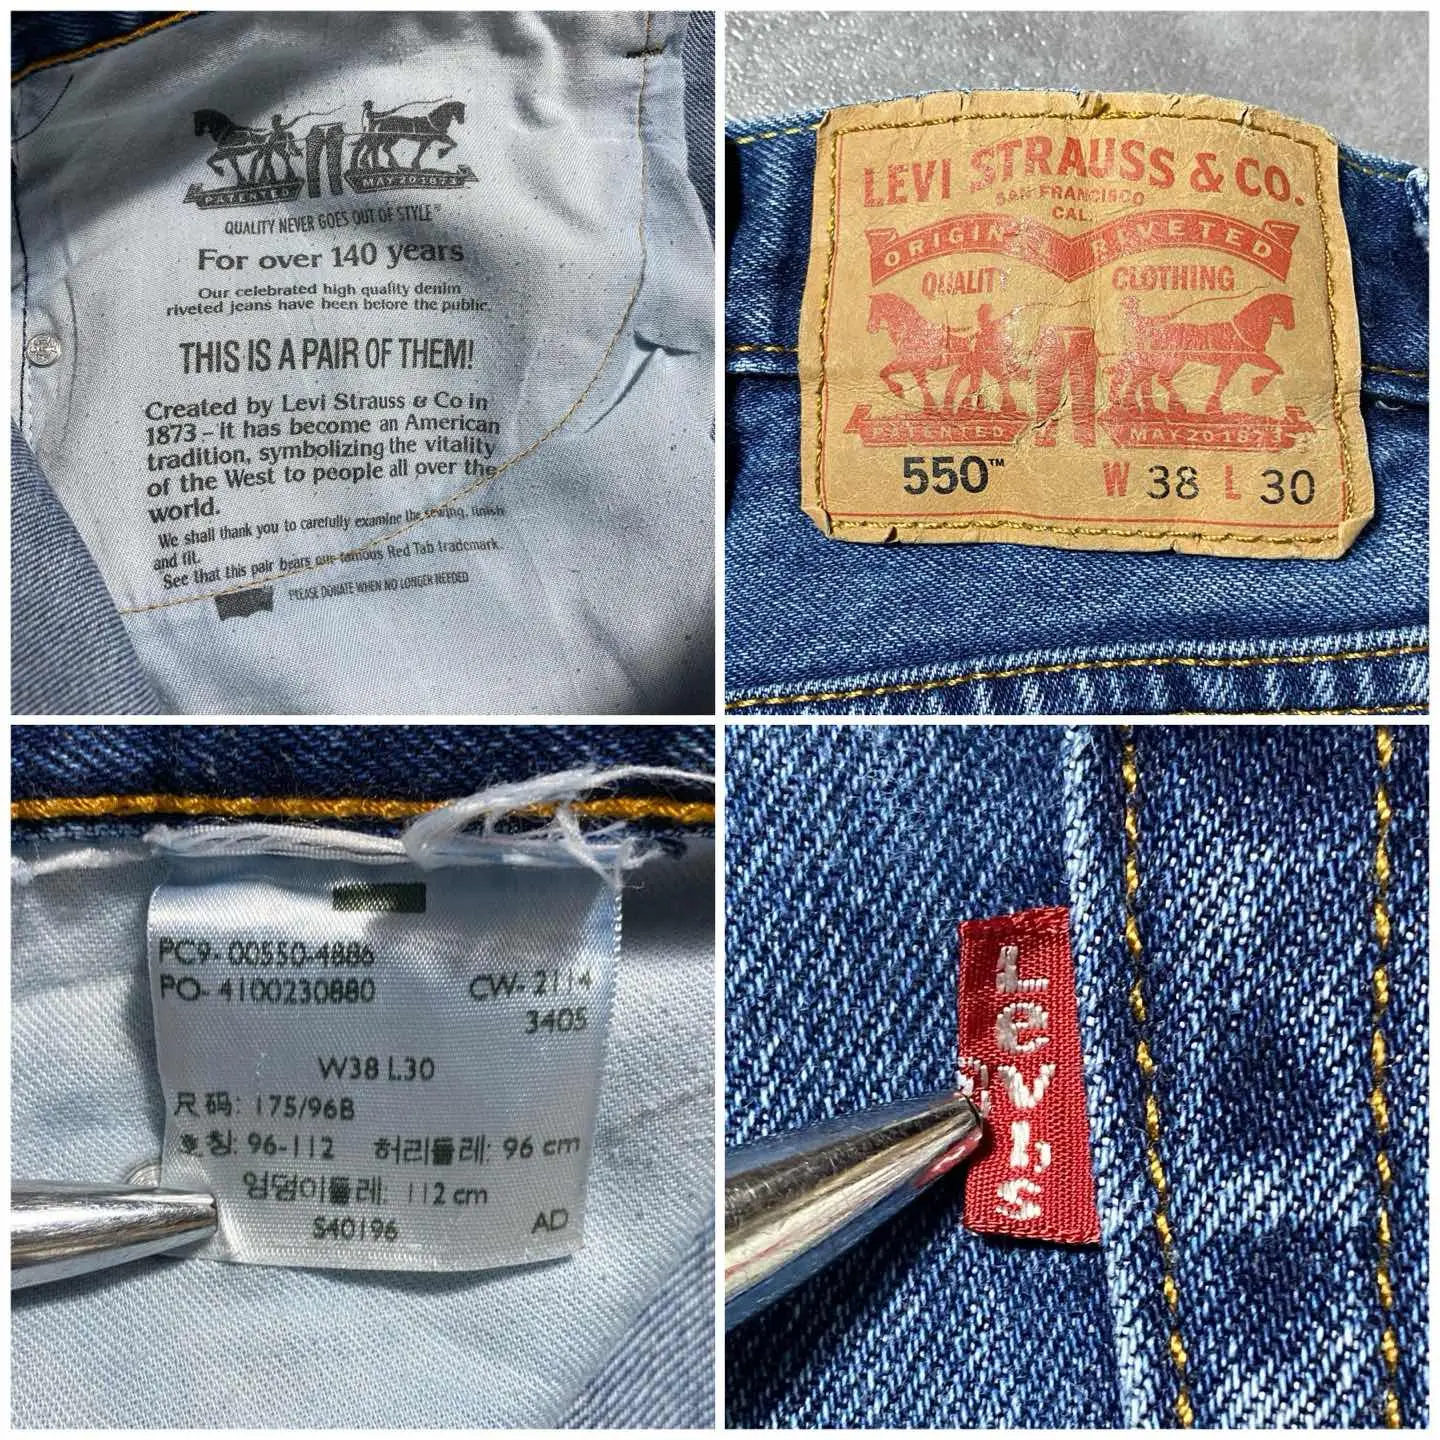 PATENTED MAY 20 1873
QUALITY NEVER GOES OUT OF STYLE®
For over 140 years
Our celebrated high quality denim
riveted jeans have been before the public.
THIS IS A PAIR OF THEM!
Created by Levi Strauss & Co in
1873 – it has become an American
tradition, symbolizing the vitality
of the West to people all over the
world.
We shall thank you to carefully examine the sewing, finish
and fit.
See that this pair bears our famous Red Tab trademark.
PLEASE DONATE WHEN NO LONGER NEEDED
LEVI STRAUSS & CO.
SAN FRANCISCO
CAL.
ORIGINAL RIVETED
QUALITY CLOTHING
PATENTED MAY 20 1873
550™ W 38 L 30
PC9- 00550-4886
PO- 4100230880 CW- 2114
3405
W38 L30
尺码: 175/96B
호칭: 96-112 허리둘레: 96 cm
엉덩이둘레: 112 cm
S40196 AD
Levi's